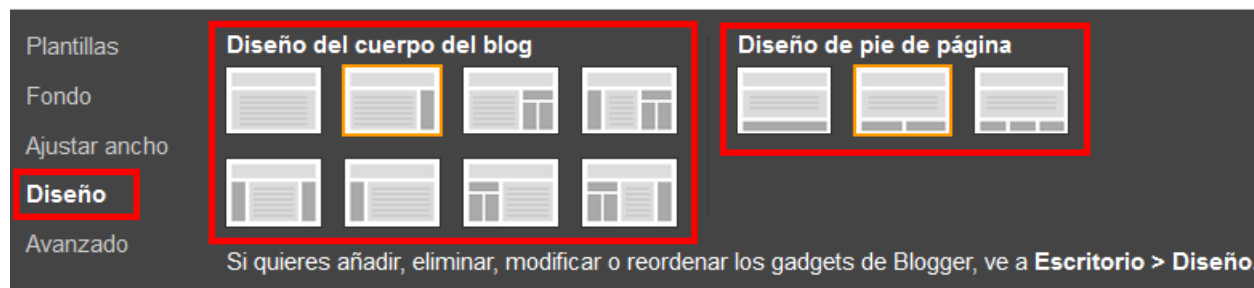 Plantillas
Fondo
Ajustar ancho
Diseño
Avanzado
Diseño del cuerpo del blog
Diseño de pie de página
Si quieres añadir, eliminar, modificar o reordenar los gadgets de Blogger, ve a Escritorio > Diseño